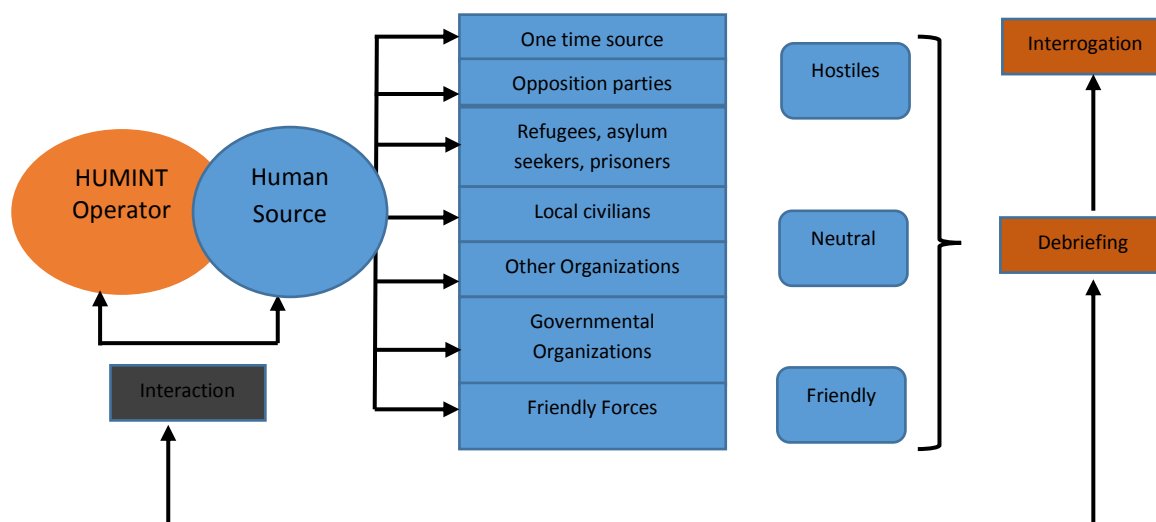 HUMINT
Operator
Human
Source
Interaction
One time source
Opposition parties
Refugees, asylum
seekers, prisoners
Local civilians
Other Organizations
Governmental
Organizations
Friendly Forces
Hostiles
Neutral
Friendly
Interrogation
Debriefing